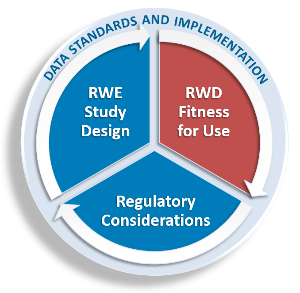 DATA STANDARDS AND IMPLEMENTATION
RWE
Study
Design
RWD
Fitness
for Use
Regulatory
Considerations